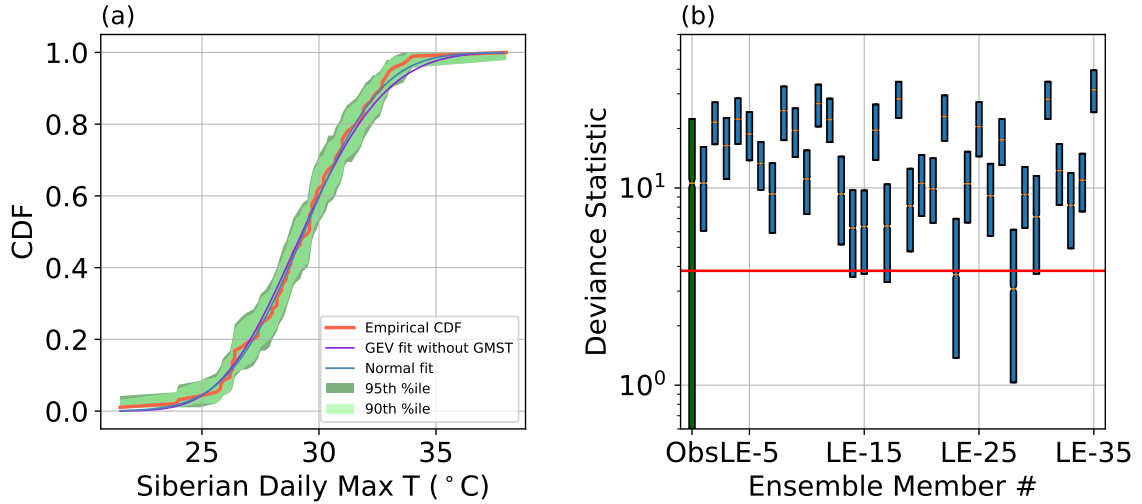 (a)
CDF
1.0
0.8
0.6
0.4
0.2
0.0
Empirical CDF
GEV fit without GMST
Normal fit
95th %ile
90th %ile
25 30 35
Siberian Daily Max T (°C)
(b)
Deviance Statistic
10¹
10⁰
Obs LE-5 LE-15 LE-25 LE-35
Ensemble Member #